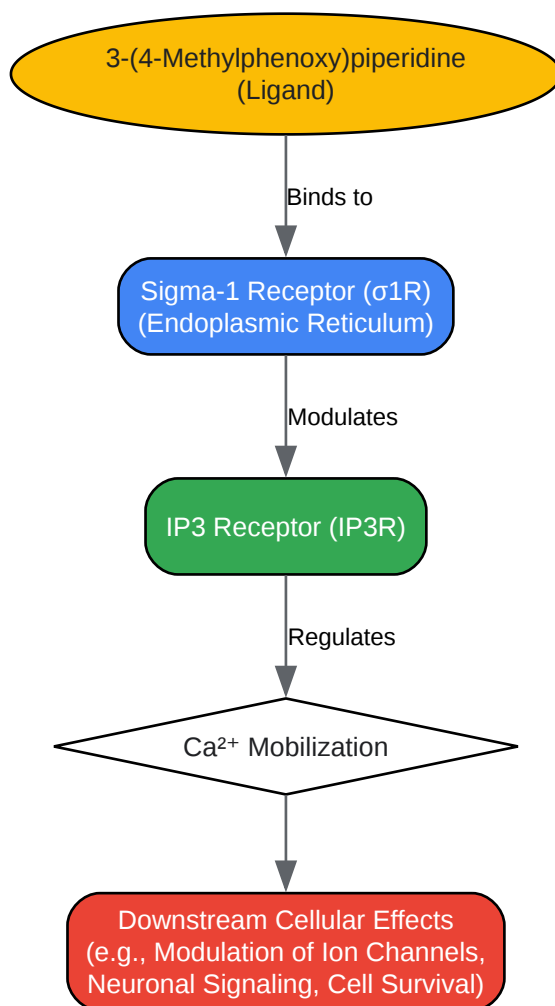 3-(4-Methylphenoxy)piperidine
(Ligand)
Binds to
Sigma-1 Receptor (σ1R)
(Endoplasmic Reticulum)
Modulates
IP3 Receptor (IP3R)
Regulates
Ca²⁺ Mobilization
Downstream Cellular Effects
(e.g., Modulation of Ion Channels,
Neuronal Signaling, Cell Survival)